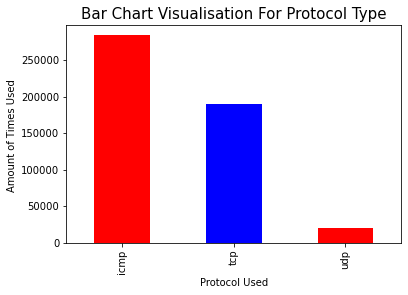 Bar Chart Visualisation For Protocol Type
Amount of Times Used
250000
200000
150000
100000
50000
0
icmp
tcp
udp
Protocol Used